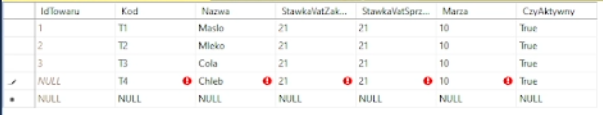 IdTowaru Kod Nazwa StawkaVatZak... StawkaVatSprz... Marza CzyAktywny
1 T1 Maslo 21 21 10 True
2 T2 Mleko 21 21 10 True
3 T3 Cola 21 21 10 True
NULL T4 Chleb 21 21 10 True
NULL NULL NULL NULL NULL NULL NULL